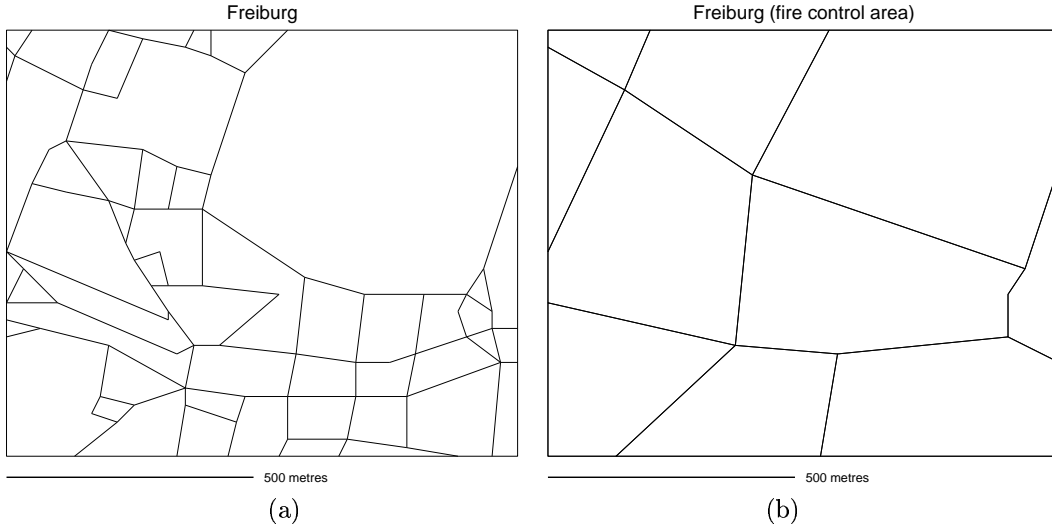 Freiburg
Freiburg (fire control area)
500 metres
500 metres
(a)
(b)